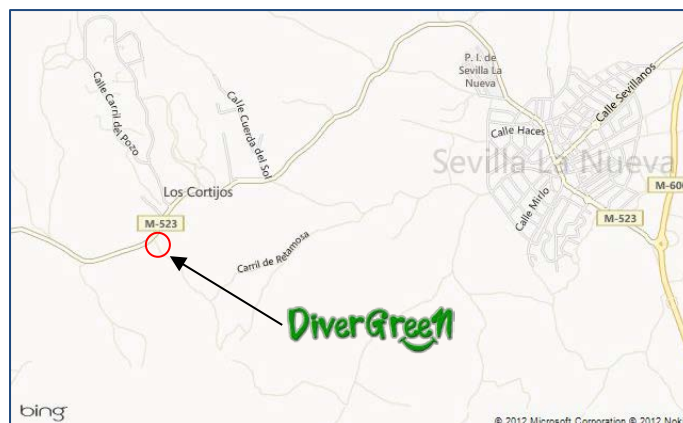 P. I. de
Sevilla La
Nueva
Calle Sevillanos
Calle Carril del Pozo
Calle Cuerda del Sol
Calle Haces
Sevilla La Nueva
Los Cortijos
Calle Mirlo
M-600
M-523
M-523
Carril de Retamosa
DiverGreen
bing
© 2012 Microsoft Corporation © 2012 Nok